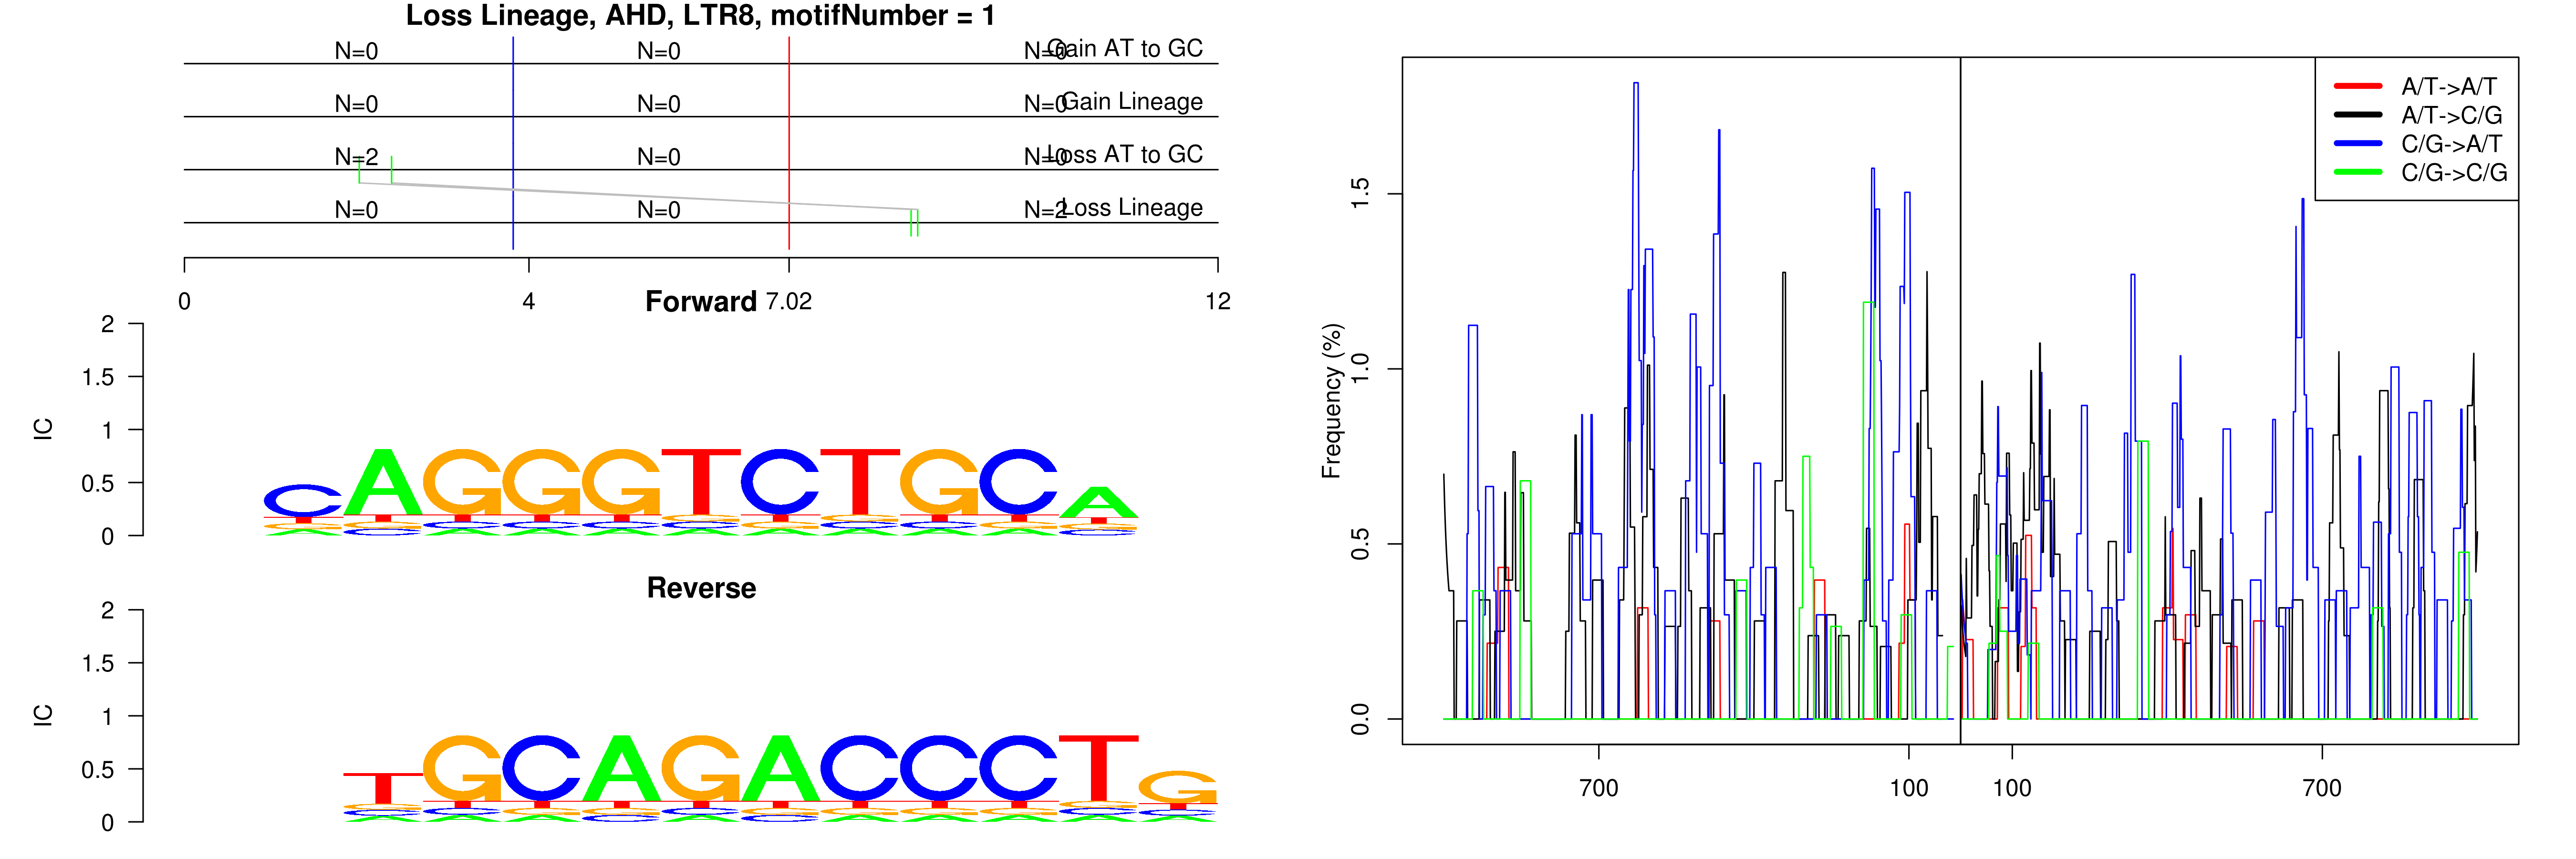 Loss Lineage, AHD, LTR8, motifNumber = 1
N=0 N=0 N=0 Gain AT to GC
N=0 N=0 N=0 Gain Lineage
N=2 N=0 N=0 Loss AT to GC
N=0 N=0 N=2 Loss Lineage
0 4 7.02 12
Forward
IC
2
1.5
1
0.5
0
CAGGGTCTGCA
Reverse
IC
2
1.5
1
0.5
0
TGCAGACCCTG
Frequency (%)
1.5
1.0
0.5
0.0
700 100 100 700
A/T->A/T
A/T->C/G
C/G->A/T
C/G->C/G